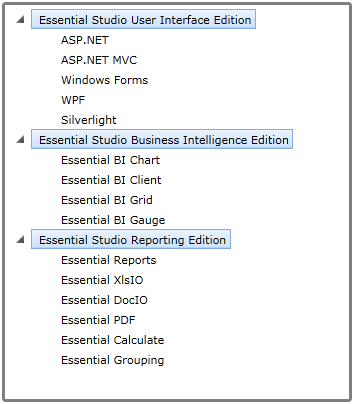 Essential Studio User Interface Edition
ASP.NET
ASP.NET MVC
Windows Forms
WPF
Silverlight
Essential Studio Business Intelligence Edition
Essential BI Chart
Essential BI Client
Essential BI Grid
Essential BI Gauge
Essential Studio Reporting Edition
Essential Reports
Essential XlsIO
Essential DocIO
Essential PDF
Essential Calculate
Essential Grouping